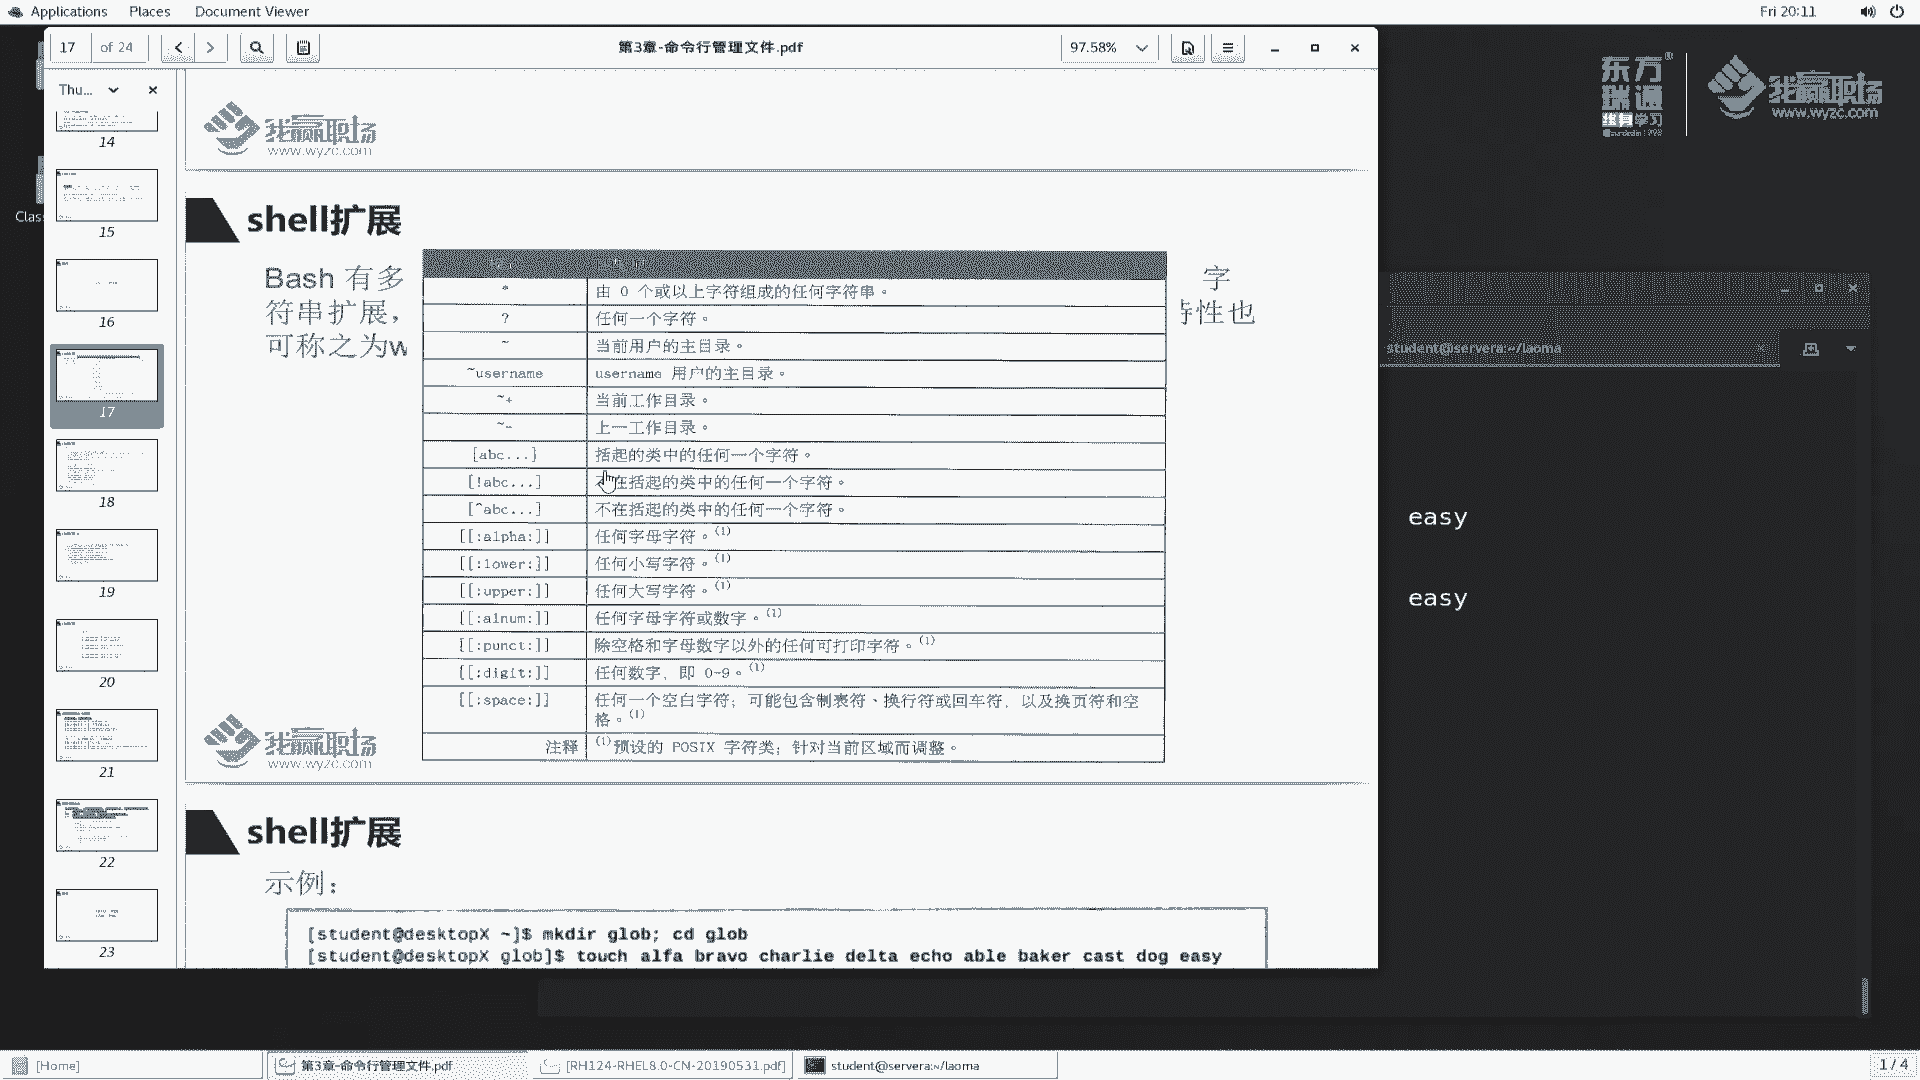 Applications Places Document Viewer
Fri 20:11
17 of 24
第3章-命令行管理文件.pdf
97.58%
Thu...
14
15
16
17
18
19
20
21
22
23
我赢职场
www.wyzc.com
shell扩展
Bash 有多
字
符串扩展，
特性也
可称之为w
* 由 0 个或以上字符组成的任何字符串。
? 任何一个字符。
~ 当前用户的主目录。
~username username 用户的主目录。
~+ 当前工作目录。
~- 上一工作目录。
[abc...] 括起的类中的任何一个字符。
[!abc...] 不在括起的类中的任何一个字符。
[^abc...] 不在括起的类中的任何一个字符。
[[:alpha:]] 任何字母字符。(1)
[[:lower:]] 任何小写字符。(1)
[[:upper:]] 任何大写字符。(1)
[[:alnum:]] 任何字母字符或数字。(1)
[[:punct:]] 除空格和字母数字以外的任何可打印字符。(1)
[[:digit:]] 任何数字，即 0-9。(1)
[[:space:]] 任何一个空白字符；可能包含制表符、换行符或回车符，以及换页符和空
格。(1)
注释 (1)预设的 POSIX 字符类；针对当前区域而调整。
我赢职场
www.wyzc.com
shell扩展
示例：
[student@desktopX ~]$ mkdir glob; cd glob
[student@desktopX glob]$ touch alfa bravo charlie delta echo able baker cast dog easy
东方
瑞通
终身学习
我赢职场
www.wyzc.com
Clas
student@servera:~/laoma
easy
easy
[Home]
第3章-命令行管理文件.pdf
[RH124-RHEL8.0-CN-20190531.pdf]
student@servera:~/laoma
1 / 4